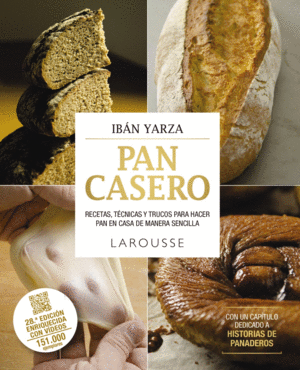 IBÁN YARZA
PAN
CASERO
RECETAS, TÉCNICAS Y TRUCOS PARA HACER
PAN EN CASA DE MANERA SENCILLA
LAROUSSE
28.ª EDICIÓN
ENRIQUECIDA
CON VÍDEOS
151.000
CON UN CAPÍTULO
DEDICADO A
HISTORIAS DE
PANADEROS